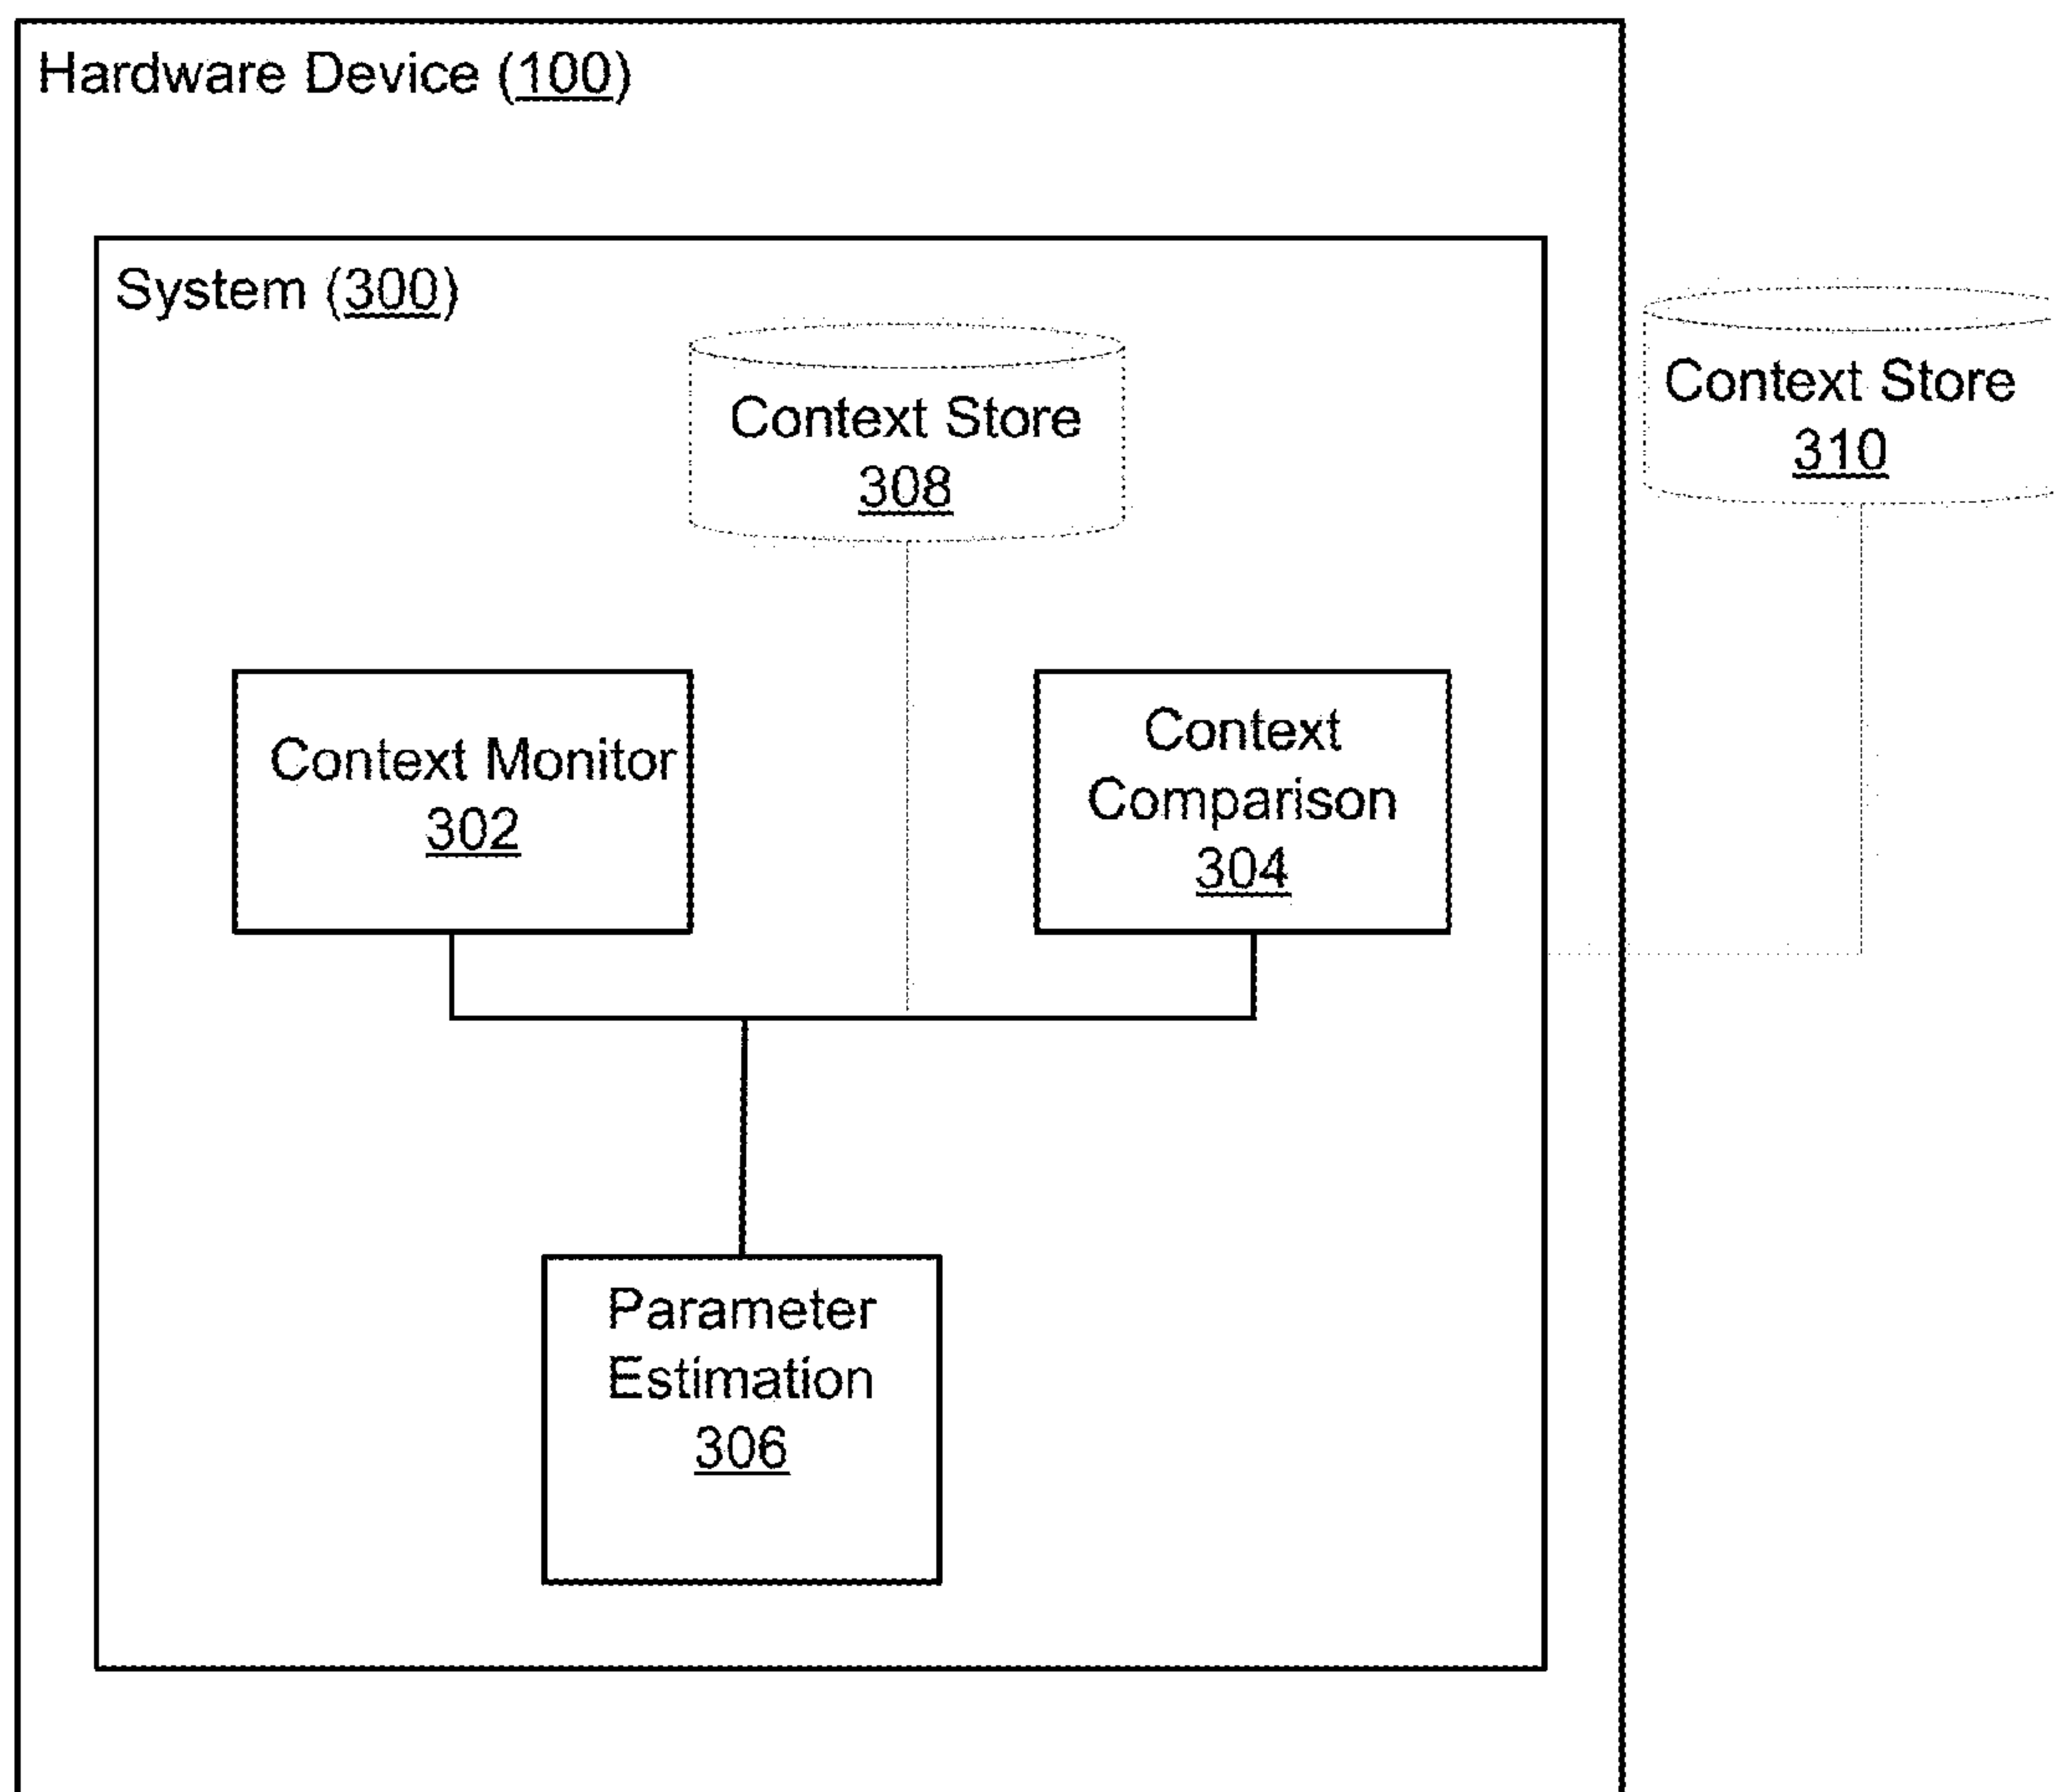 Hardware Device (100)
System (300)
Context Store
308
Context Store
310
Context Monitor
302
Context
Comparison
304
Parameter
Estimation
306